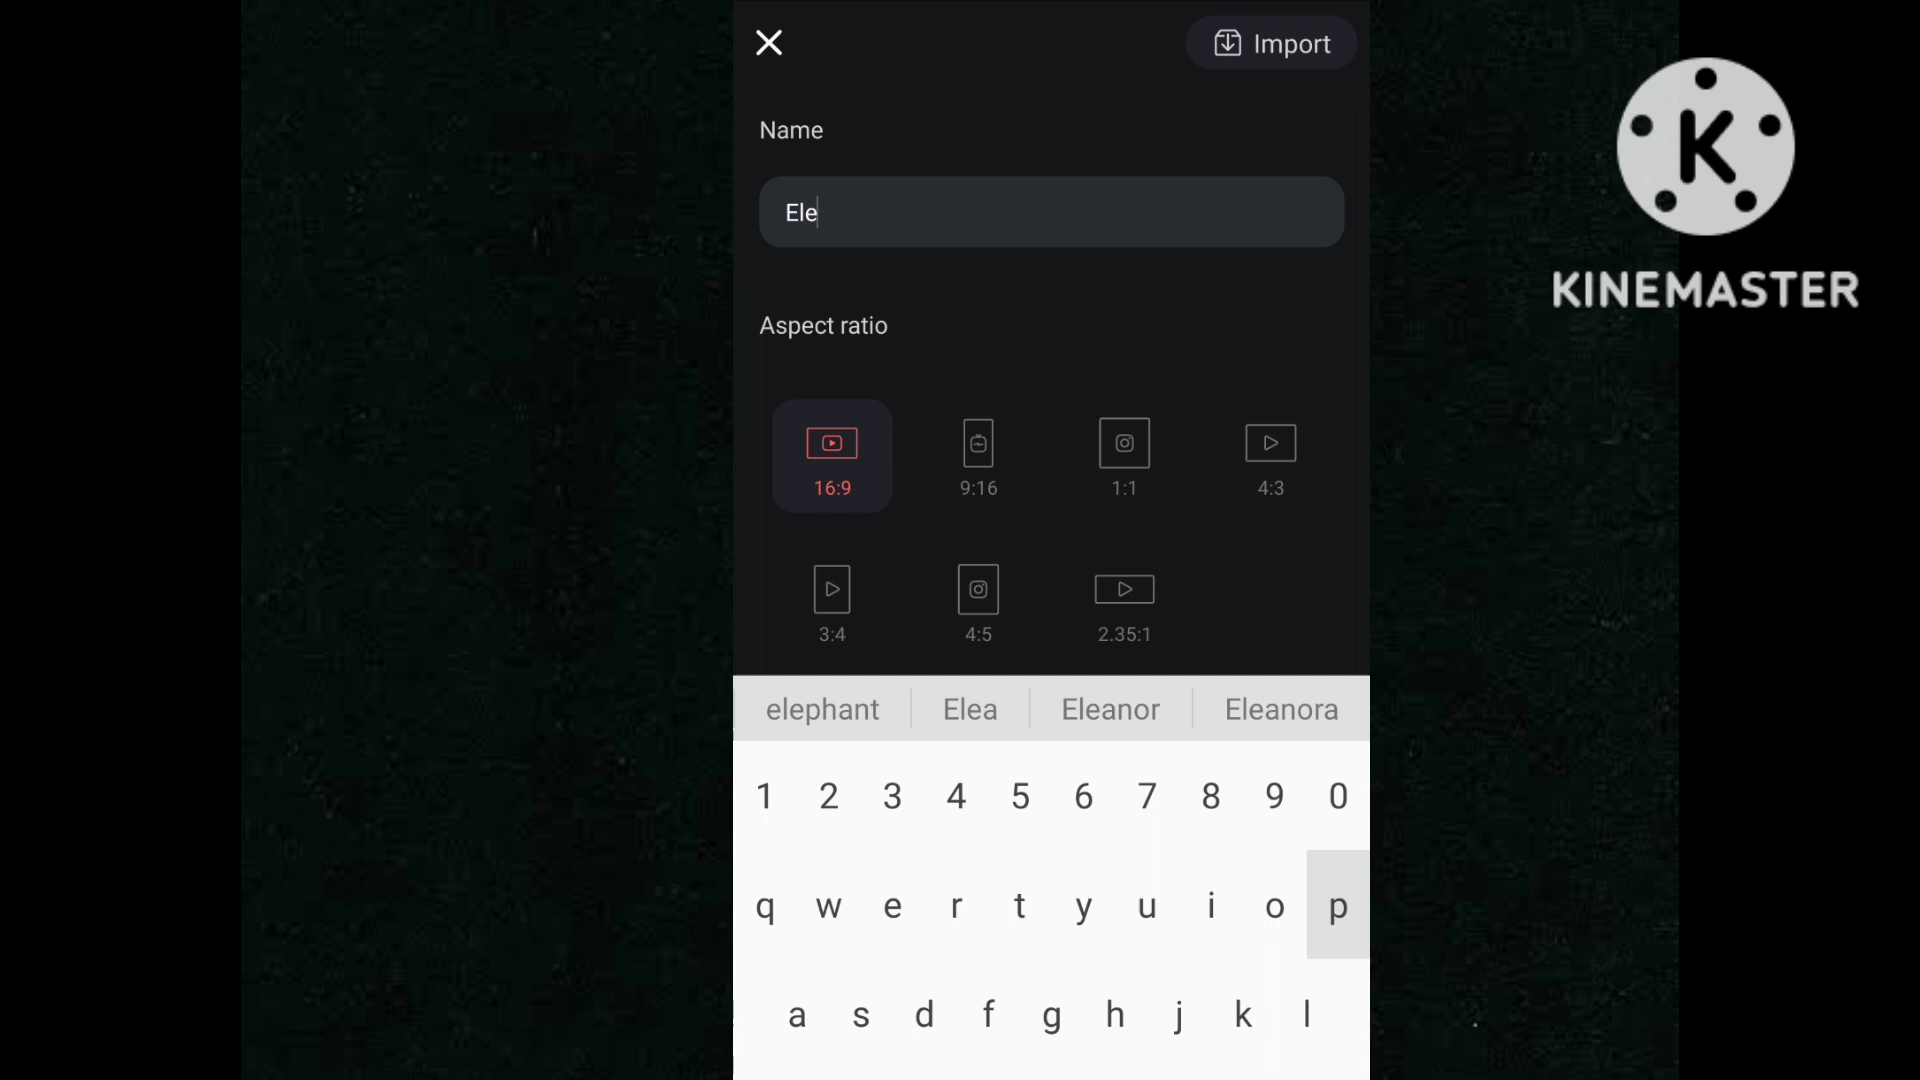 Import
Name
Ele
Aspect ratio
16:9 9:16 1:1 4:3
3:4 4:5 2.35:1
elephant Elea Eleanor Eleanora
1 2 3 4 5 6 7 8 9 0
q w e r t y u i o p
a s d f g h j k l
K
KINEMASTER